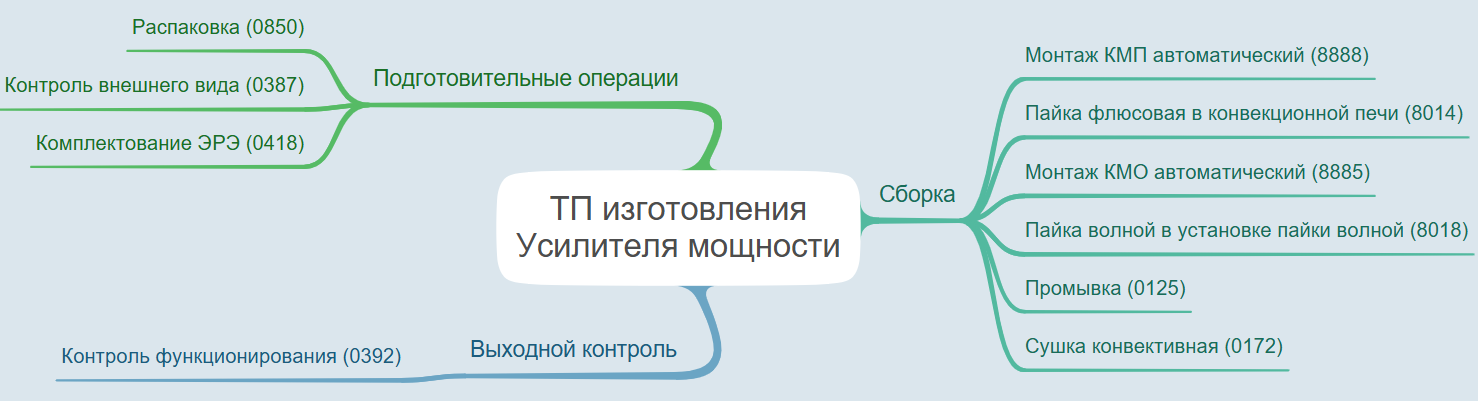 ТП изготовления
Усилителя мощности
Подготовительные операции
Распаковка (0850)
Контроль внешнего вида (0387)
Комплектование ЭРЭ (0418)
Сборка
Монтаж КМП автоматический (8888)
Пайка флюсовая в конвекционной печи (8014)
Монтаж КМО автоматический (8885)
Пайка волной в установке пайки волной (8018)
Промывка (0125)
Сушка конвективная (0172)
Выходной контроль
Контроль функционирования (0392)